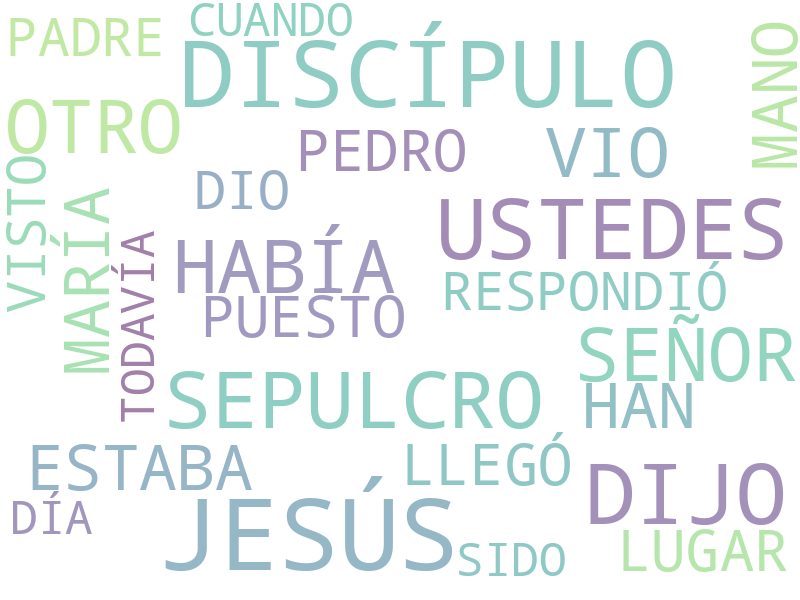 CUANDO
PADRE
DISCÍPULO
MANO
OTRO
PEDRO
VIO
VISTO
DIO
MARÍA
USTEDES
TODAVÍA
HABÍA
RESPONDIÓ
PUESTO
SEÑOR
SEPULCRO
HAN
ESTABA
LLEGÓ
DIJO
DÍA
JESÚS
LUGAR
SIDO